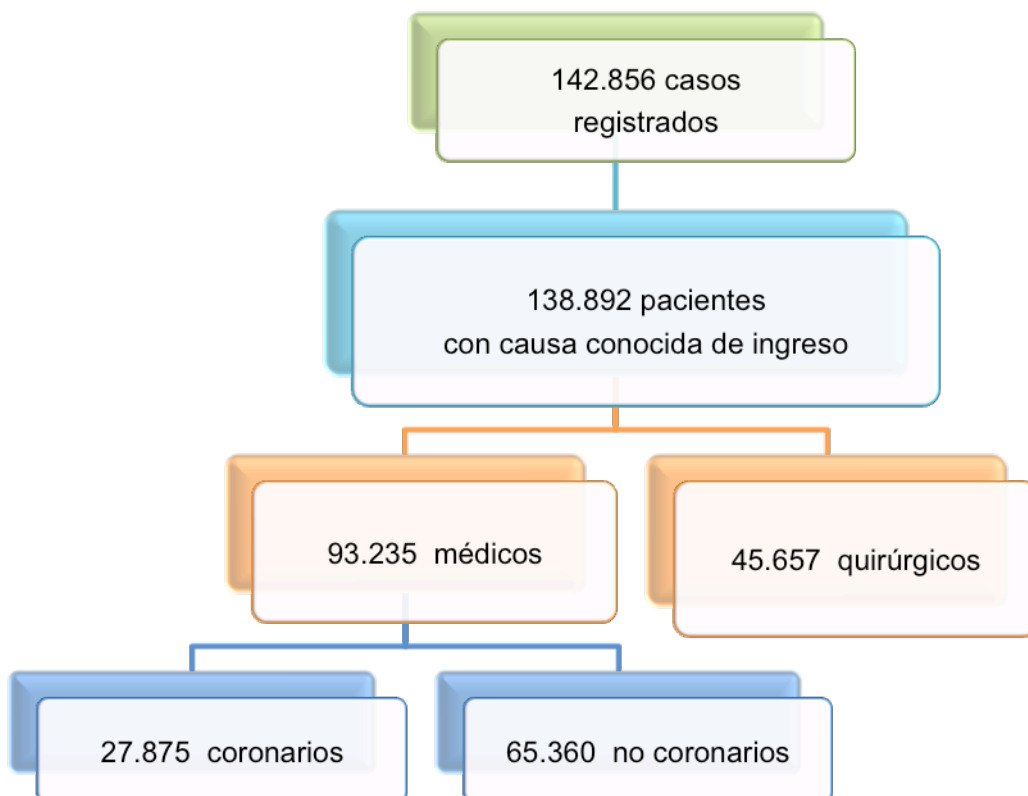 142.856 casos
registrados
138.892 pacientes
con causa conocida de ingreso
93.235 médicos
45.657 quirúrgicos
27.875 coronarios
65.360 no coronarios